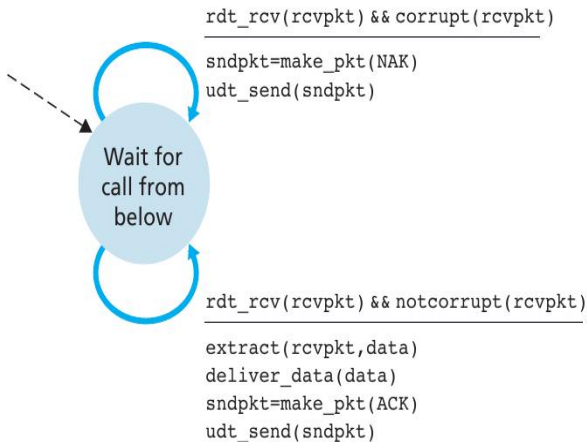 rdt_rcv(rcvpkt) && corrupt(rcvpkt)
sndpkt=make_pkt(NAK)
udt_send(sndpkt)
Wait for
call from
below
rdt_rcv(rcvpkt) && notcorrupt(rcvpkt)
extract(rcvpkt,data)
deliver_data(data)
sndpkt=make_pkt(ACK)
udt_send(sndpkt)